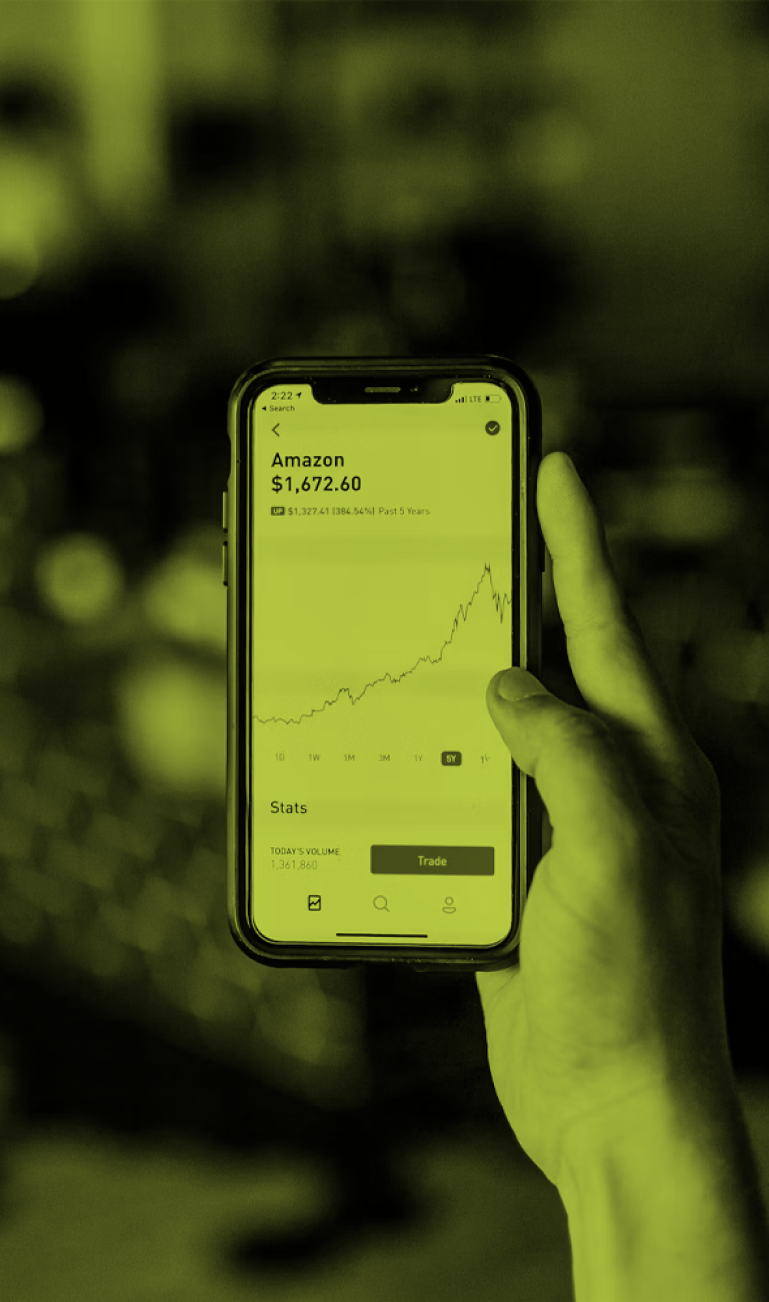 2:22
LTE
Search
Amazon
$1,672.60
UP $1,327.41 (384.54%) Past 5 Years
1D 1W 1M 3M 1Y 5Y
Stats
TODAY'S VOLUME
1,361,860
Trade